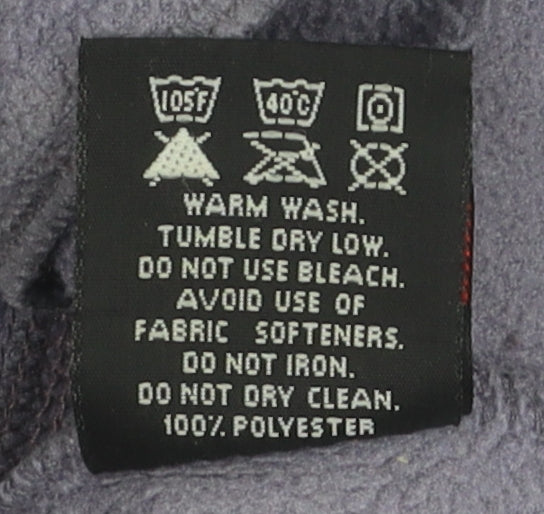 105F 40°C
WARM WASH.
TUMBLE DRY LOW.
DO NOT USE BLEACH.
AVOID USE OF
FABRIC SOFTENERS.
DO NOT IRON.
DO NOT DRY CLEAN.
100% POLYESTER